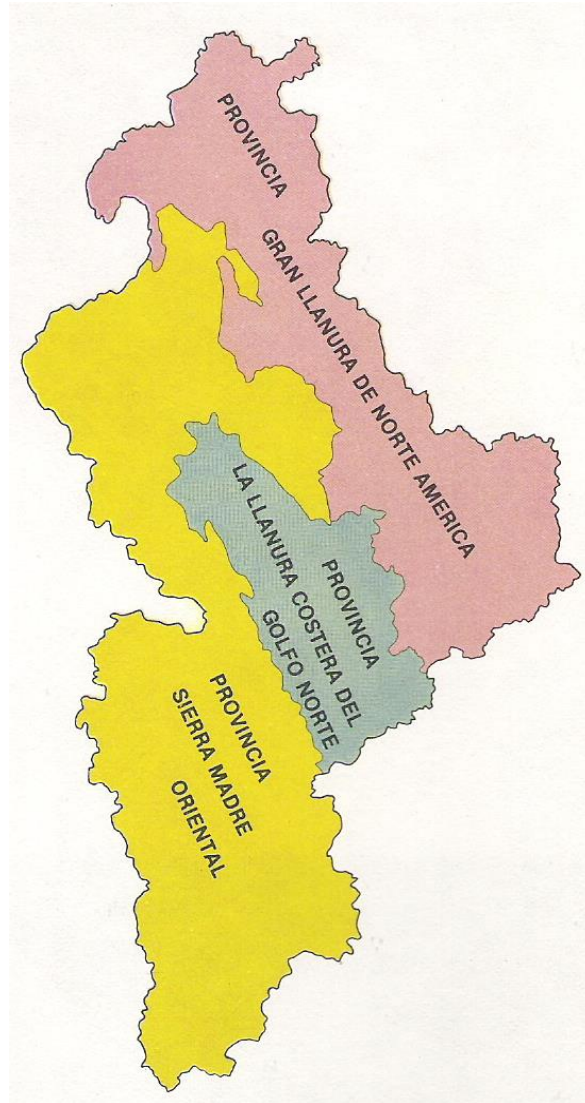 PROVINCIA
GRAN LLANURA DE NORTE AMERICA
PROVINCIA
LA LLANURA COSTERA DEL
GOLFO NORTE
PROVINCIA
SIERRA MADRE
ORIENTAL